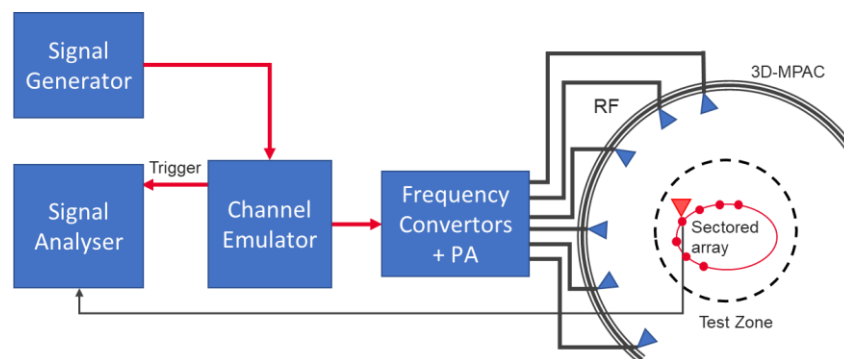 Signal
Generator
3D-MPAC
RF
Trigger
Signal
Analyser
Channel
Emulator
Frequency
Convertors
+ PA
Sectored
array
Test Zone